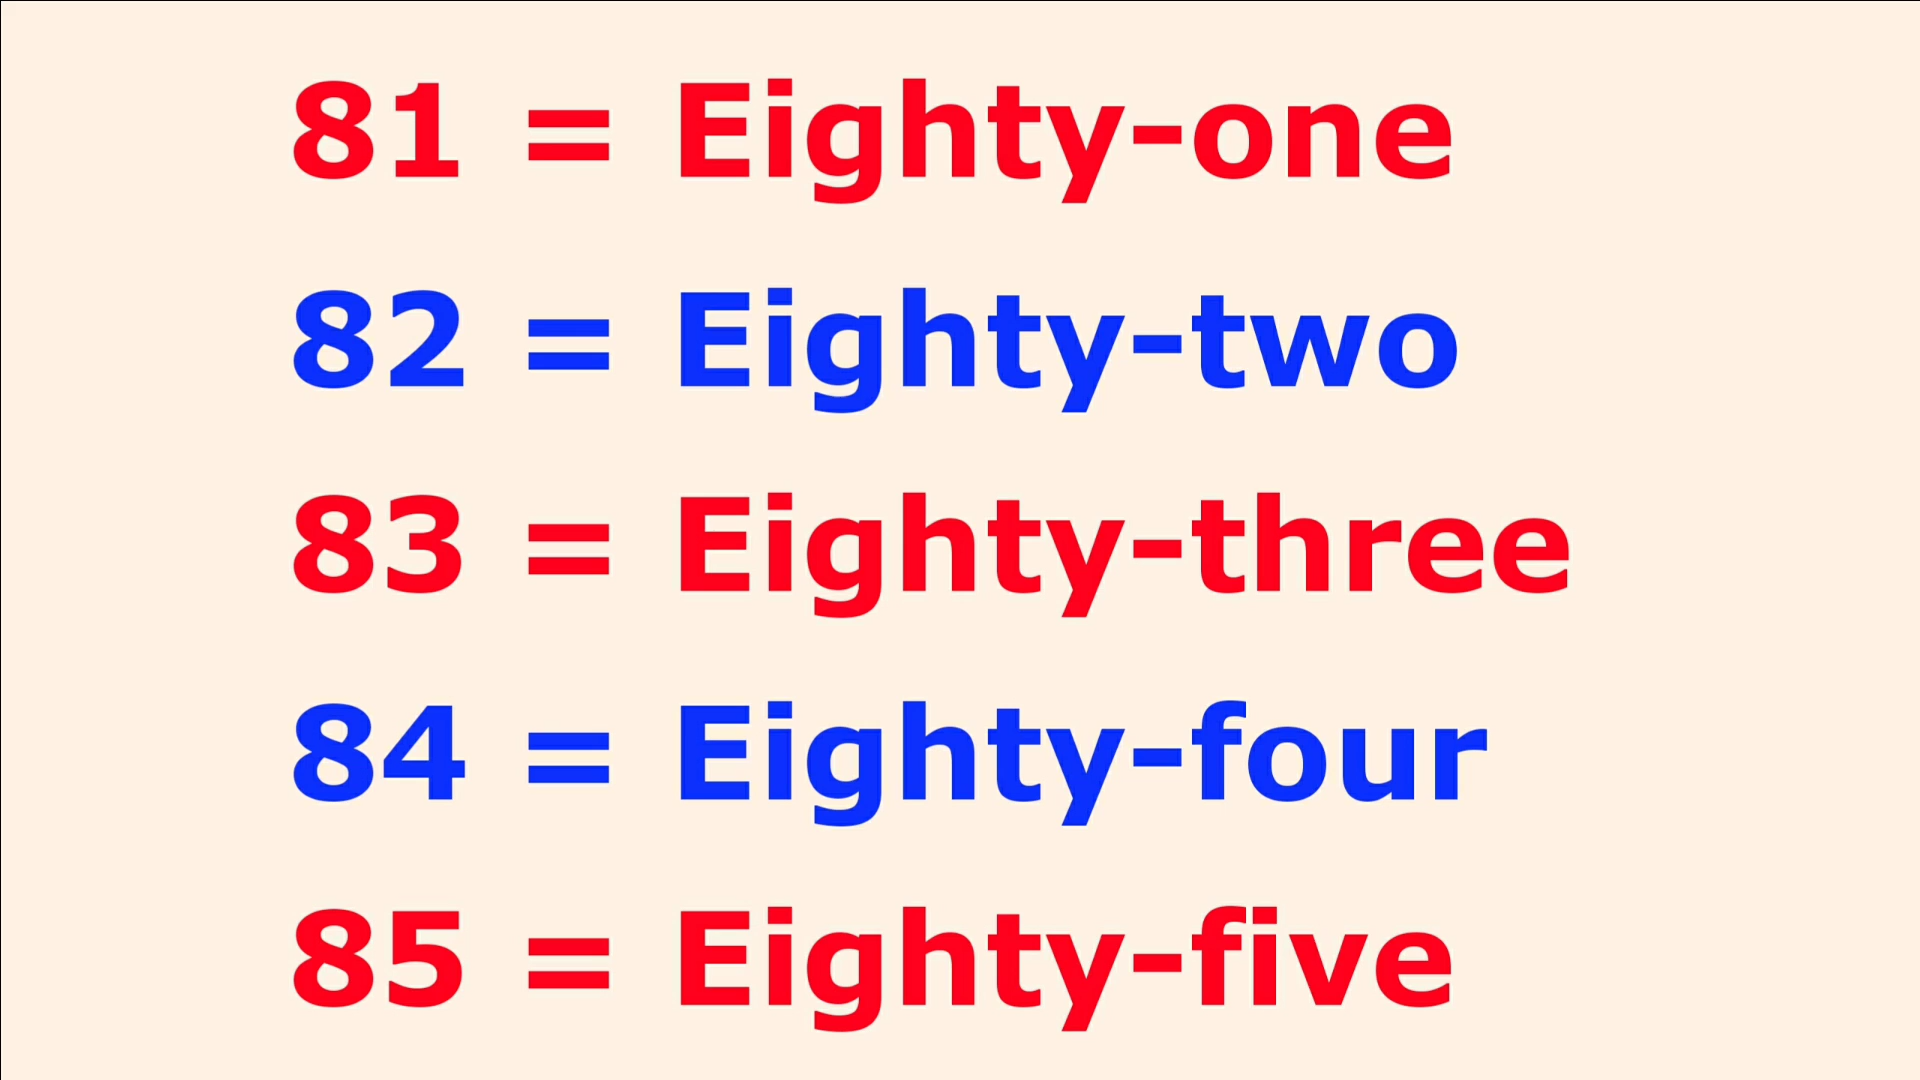 81 = Eighty-one
82 = Eighty-two
83 = Eighty-three
84 = Eighty-four
85 = Eighty-five